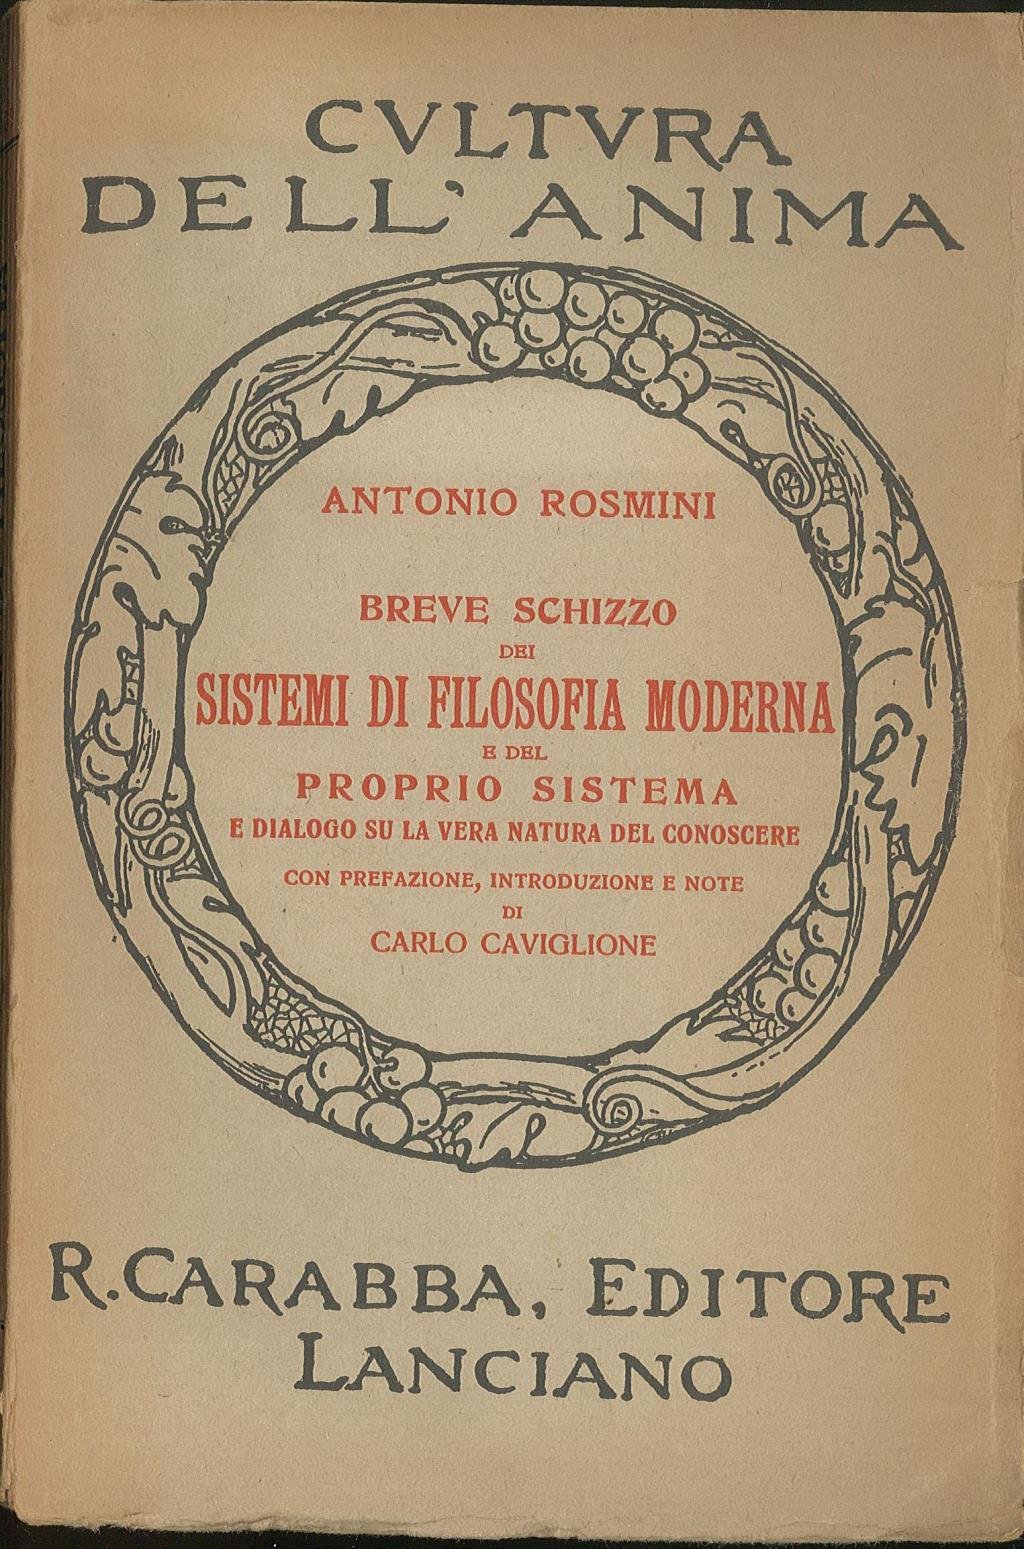 CVLTVRA
DELL' ANIMA
ANTONIO ROSMINI
BREVE SCHIZZO
DEI
SISTEMI DI FILOSOFIA MODERNA
E DEL
PROPRIO SISTEMA
E DIALOGO SU LA VERA NATURA DEL CONOSCERE
CON PREFAZIONE, INTRODUZIONE E NOTE
DI
CARLO CAVIGLIONE
R. CARABBA, EDITORE
LANCIANO